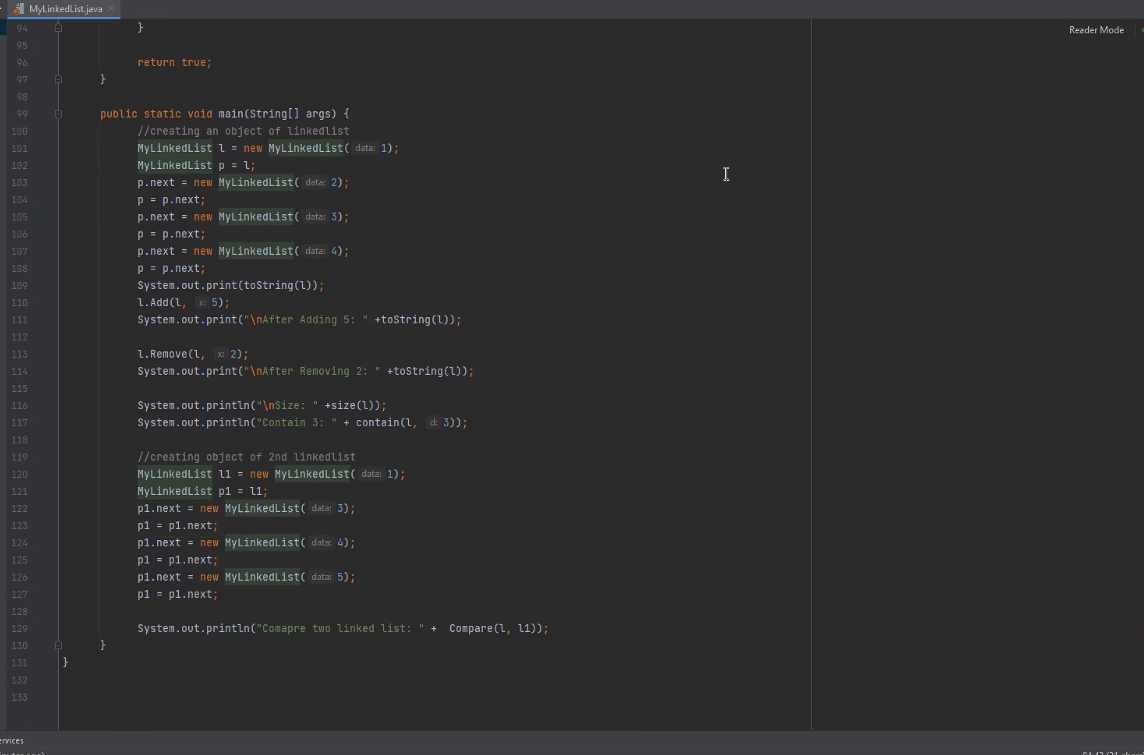 MyLinkedList.java
Reader Mode
94 }
95
96 return true;
97 }
98
99 public static void main(String[] args) {
100 //creating an object of linkedlist
101 MyLinkedList l = new MyLinkedList( data: 1);
102 MyLinkedList p = l;
103 p.next = new MyLinkedList( data: 2);
104 p = p.next;
105 p.next = new MyLinkedList( data: 3);
106 p = p.next;
107 p.next = new MyLinkedList( data: 4);
108 p = p.next;
109 System.out.print(toString(l));
110 l.Add(l, x: 5);
111 System.out.print("\nAfter Adding 5: " +toString(l));
112
113 l.Remove(l, x: 2);
114 System.out.print("\nAfter Removing 2: " +toString(l));
115
116 System.out.println("\nSize: " +size(l));
117 System.out.println("Contain 3: " + contain(l, d: 3));
118
119 //creating object of 2nd linkedlist
120 MyLinkedList l1 = new MyLinkedList( data: 1);
121 MyLinkedList p1 = l1;
122 p1.next = new MyLinkedList( data: 3);
123 p1 = p1.next;
124 p1.next = new MyLinkedList( data: 4);
125 p1 = p1.next;
126 p1.next = new MyLinkedList( data: 5);
127 p1 = p1.next;
128
129 System.out.println("Comapre two linked list: " + Compare(l, l1));
130 }
131 }
132
133
ervices